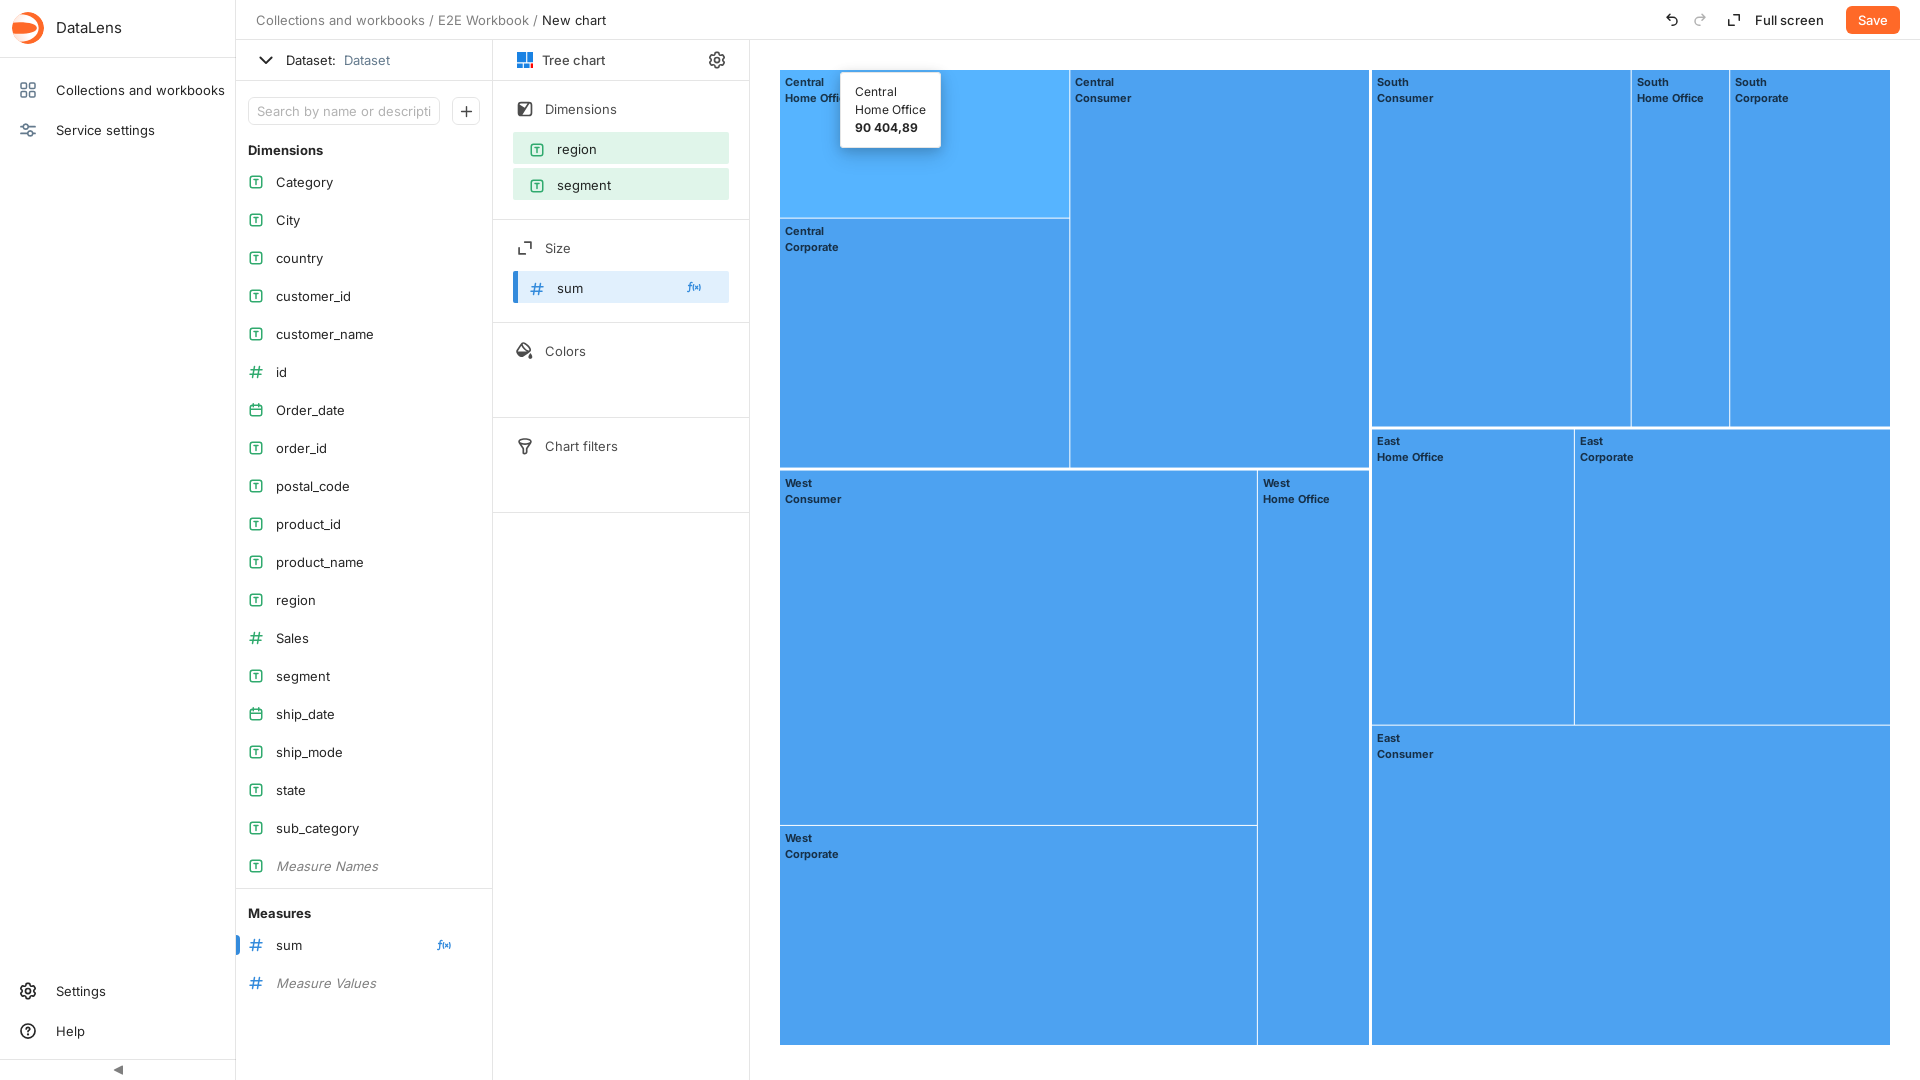 DataLens
Collections and workbooks
Service settings
Settings
Help
Collections and workbooks / E2E Workbook / New chart
Full screen
Save
Dataset: Dataset
Search by name or descripti
Dimensions
Category
City
country
customer_id
customer_name
id
Order_date
order_id
postal_code
product_id
product_name
region
Sales
segment
ship_date
ship_mode
state
sub_category
Measure Names
Measures
sum
Measure Values
Tree chart
Dimensions
region
segment
Size
sum
Colors
Chart filters
Central
Home Offi
Central
Home Office
90 404,89
Central
Consumer
Central
Corporate
South
Consumer
South
Home Office
South
Corporate
East
Home Office
East
Corporate
West
Consumer
West
Home Office
East
Consumer
West
Corporate